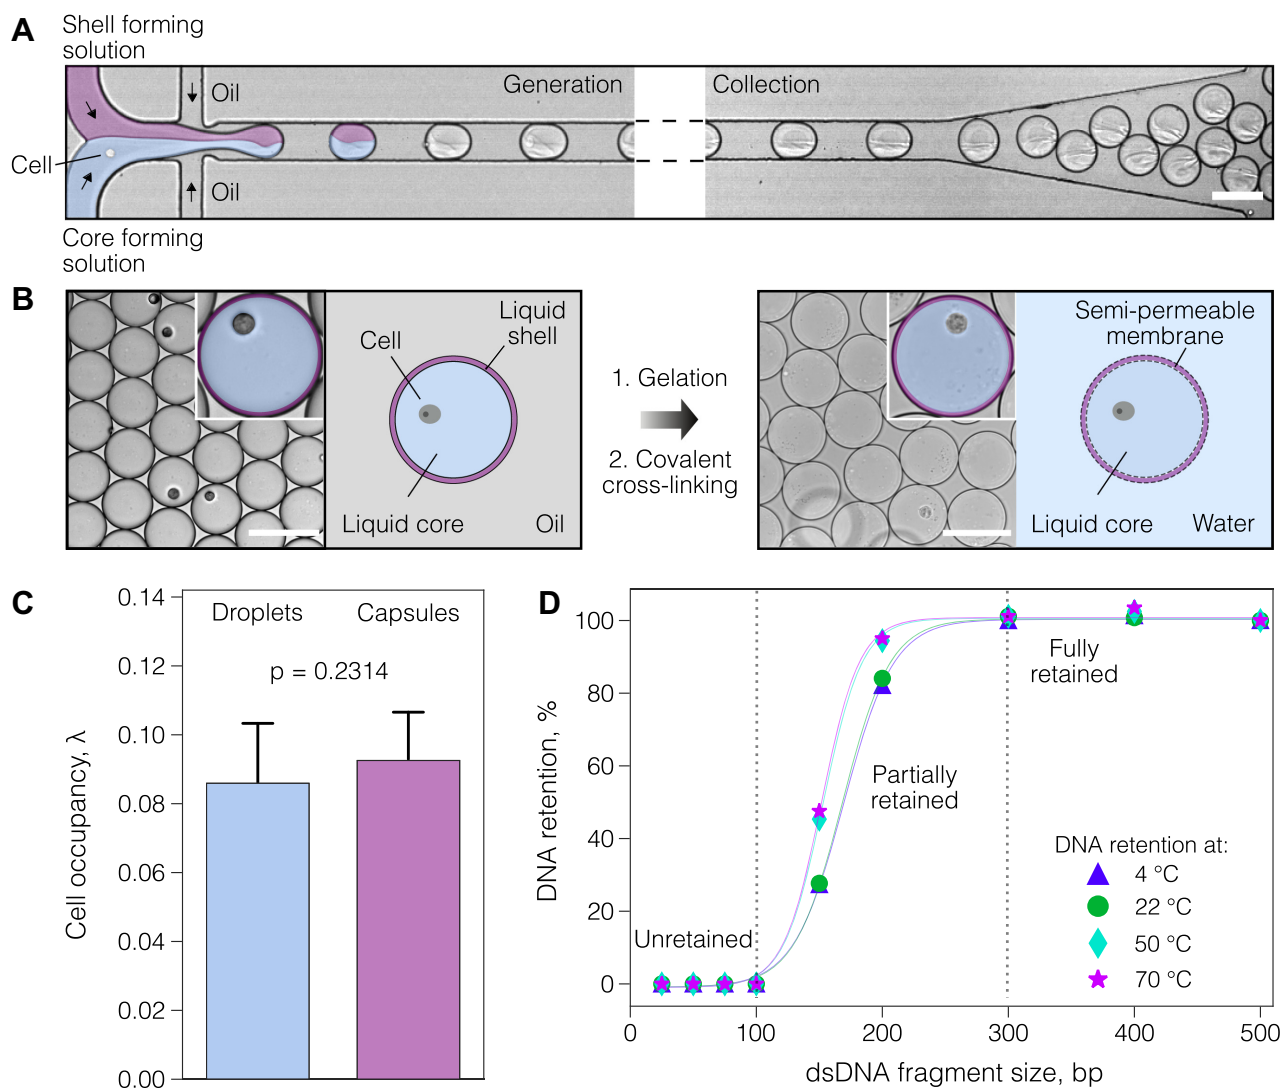 A
Shell forming
solution
Oil
Generation
Collection
Cell
Oil
Core forming
solution
B
Cell
Liquid
shell
Liquid core
Oil
1. Gelation
2. Covalent
cross-linking
Semi-permeable
membrane
Liquid core
Water
C
Cell occupancy, λ
0.14
0.12
0.10
0.08
0.06
0.04
0.02
0.00
Droplets
Capsules
p = 0.2314
D
DNA retention, %
100
80
60
40
20
0
Unretained
Partially
retained
Fully
retained
DNA retention at:
4 °C
22 °C
50 °C
70 °C
0
100
200
300
400
500
dsDNA fragment size, bp